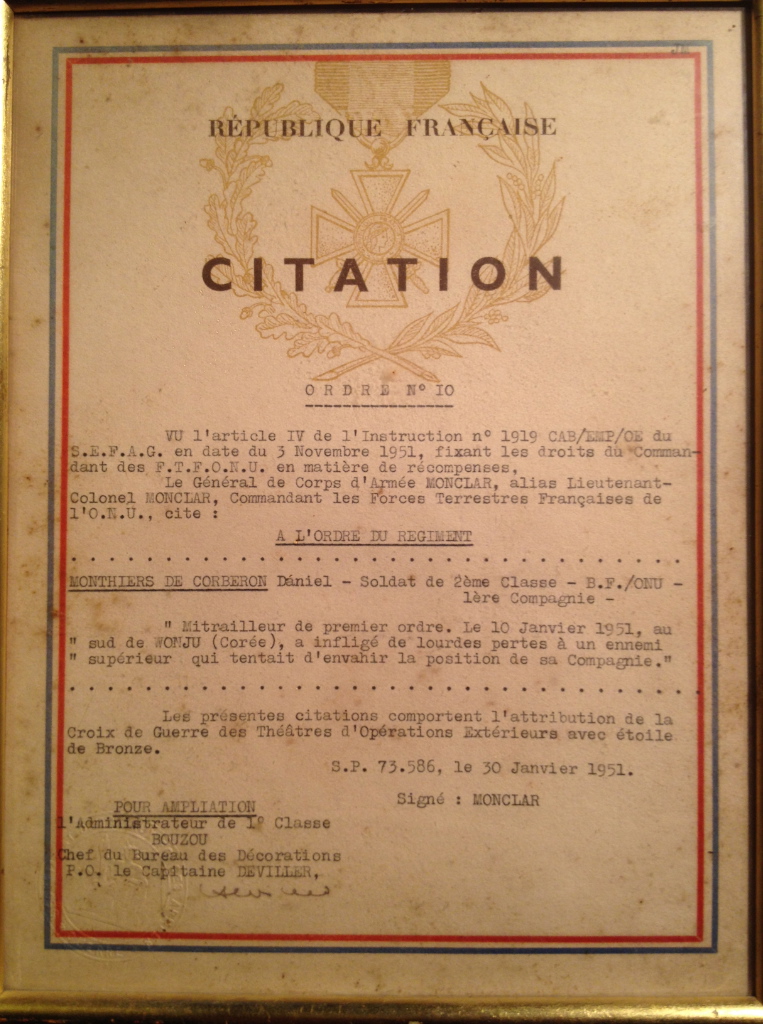 RÉPUBLIQUE FRANÇAISE
CITATION
ORDRE N° IO
VU l'article IV de l'Instruction n° 1919 CAB/EMP/OE du
S.E.F.A.G. en date du 3 Novembre 1951, fixant les droits du Comman-
dant des F.T.F.O.N.U. en matière de récompenses,
Le Général de Corps d'Armée MONCLAR, alias Lieutenant-
Colonel MONCLAR, Commandant les Forces Terrestres Françaises de
l'O.N.U., cite :
A L'ORDRE DU REGIMENT
MONTHIERS DE CORBERON Daniel - Soldat de 2ème Classe - B.F./ONU -
1ère Compagnie -
" Mitrailleur de premier ordre. Le 10 Janvier 1951, au
" sud de WONJU (Corée), a infligé de lourdes pertes à un ennemi
" supérieur qui tentait d'envahir la position de sa Compagnie."
Les présentes citations comportent l'attribution de la
Croix de Guerre des Théâtres d'Opérations Extérieurs avec étoile
de Bronze.
S.P. 73.586, le 30 Janvier 1951.
Signé : MONCLAR
POUR AMPLIATION
l'Administrateur de I° Classe
BOUZOU
Chef du Bureau des Décorations
P.O. le Capitaine DEVILLER,